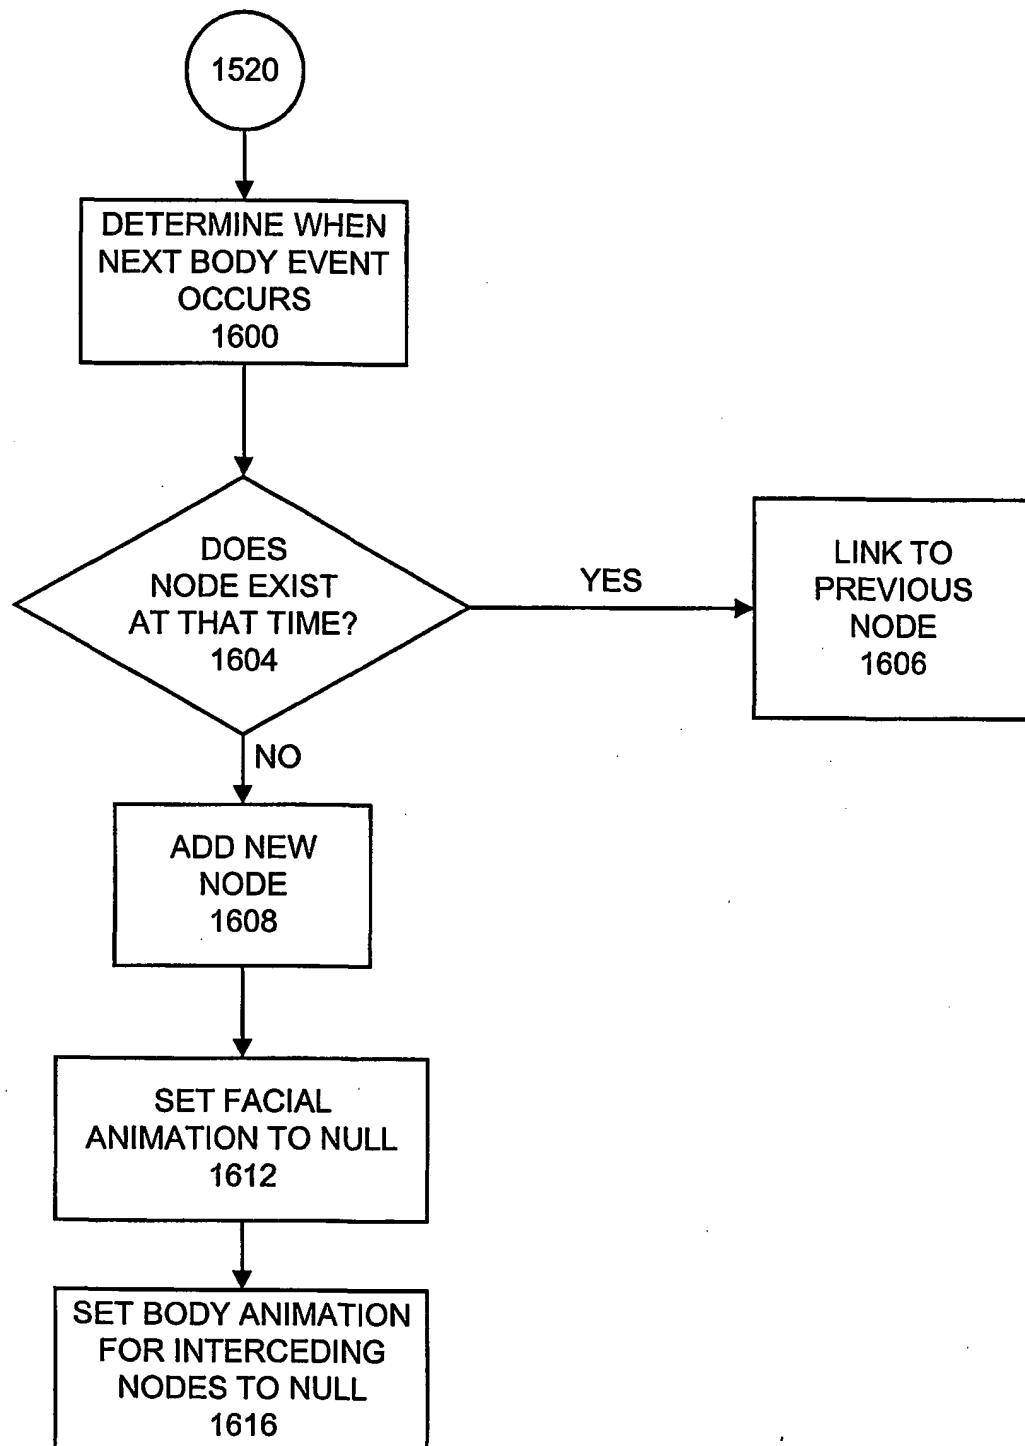 1520
DETERMINE WHEN
NEXT BODY EVENT
OCCURS
1600
DOES
NODE EXIST
AT THAT TIME?
1604
YES
LINK TO
PREVIOUS
NODE
1606
NO
ADD NEW
NODE
1608
SET FACIAL
ANIMATION TO NULL
1612
SET BODY ANIMATION
FOR INTERCEDING
NODES TO NULL
1616